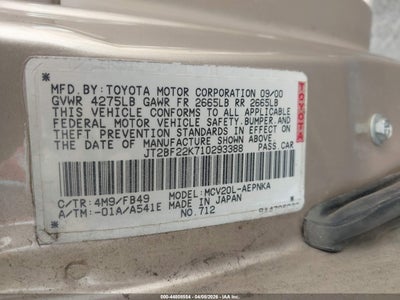 MFD.BY:TOYOTA MOTOR CORPORATION 09/00
GVWR 4275LB GAWR FR 2665LB RR 2665LB
THIS VEHICLE CONFORMS TO ALL APPLICABLE
FEDERAL MOTOR VEHICLE SAFETY,BUMPER,AND
THEFT PREVENTION STANDARDS IN EFFECT ON
THE DATE OF MANUFACTURE SHOWN ABOVE.
JT2BF22K710293388 PASS CAR
TOYOTA
C/TR:4M9/FB49 MODEL:MCV20L-AEPNKA
A/TM:-01A/A541E MADE IN JAPAN
NO.712
000-44608584 | 04/08/2026 | © IAA Inc.